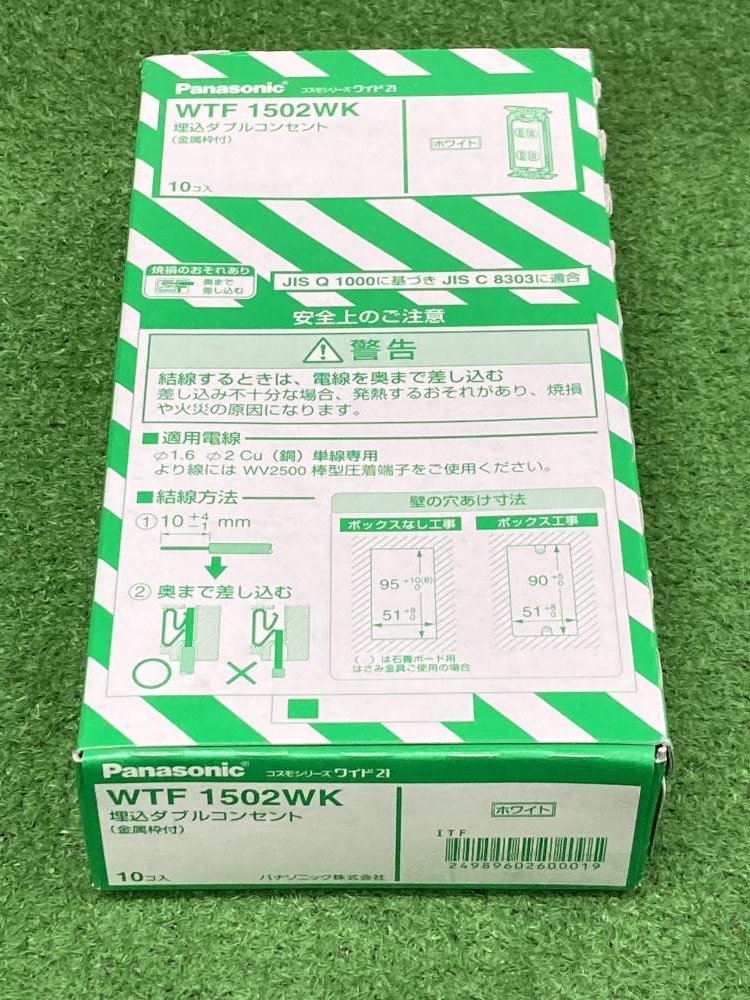 Panasonic® コスモシリーズ ワイド21
WTF 1502WK
埋込ダブルコンセント
(金属枠付)
ホワイト
10コ入
焼損のおそれあり
奥まで
差し込む
JIS Q 1000に基づき JIS C 8303に適合
安全上のご注意
警告
結線するときは、電線を奥まで差し込む
差し込み不十分な場合、発熱するおそれがあり、焼損
や火災の原因になります。
■適用電線
φ1.6 φ2 Cu(銅)単線専用
より線には WV2500 棒型圧着端子をご使用ください。
■結線方法
① 10 +4 −1 mm
② 奥まで差し込む
壁の穴あけ寸法
ボックスなし工事
95 +10(8) 0
51 +8 0
ボックス工事
90 +5 0
51 +8 0
( )は石膏ボード用
はさみ金具ご使用の場合
Panasonic® コスモシリーズ ワイド21
WTF 1502WK
埋込ダブルコンセント
(金属枠付)
ホワイト
ITF
24989602600019
10コ入
パナソニック株式会社